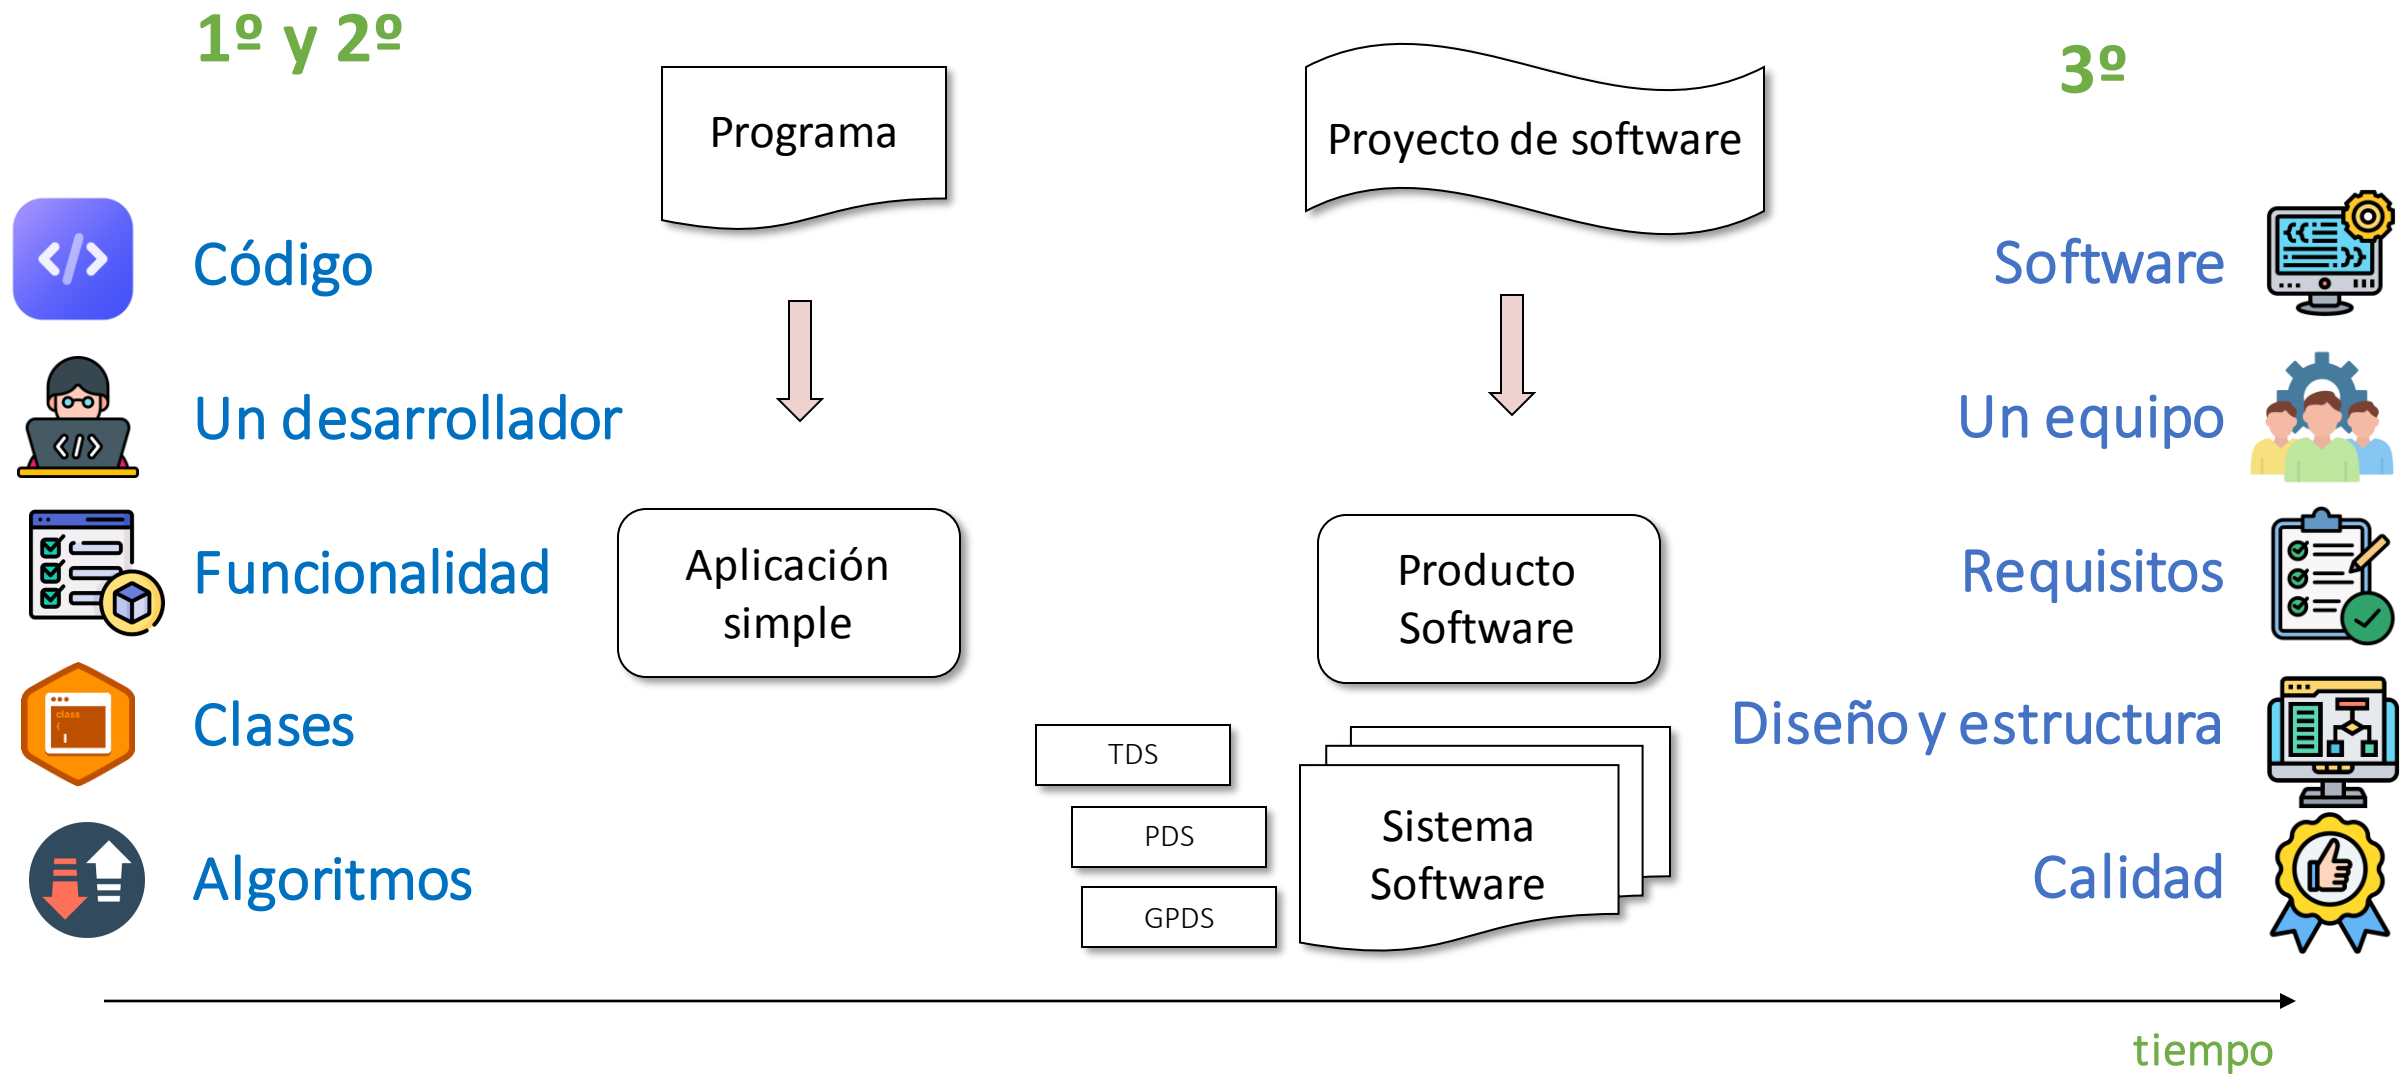 1º y 2º
3º
Programa
Proyecto de software
Código
Software
Un desarrollador
Un equipo
Funcionalidad
Aplicación
simple
Producto
Software
Requisitos
Clases
class
{
TDS
Diseño y estructura
PDS
Sistema
Software
Algoritmos
GPDS
Calidad
tiempo